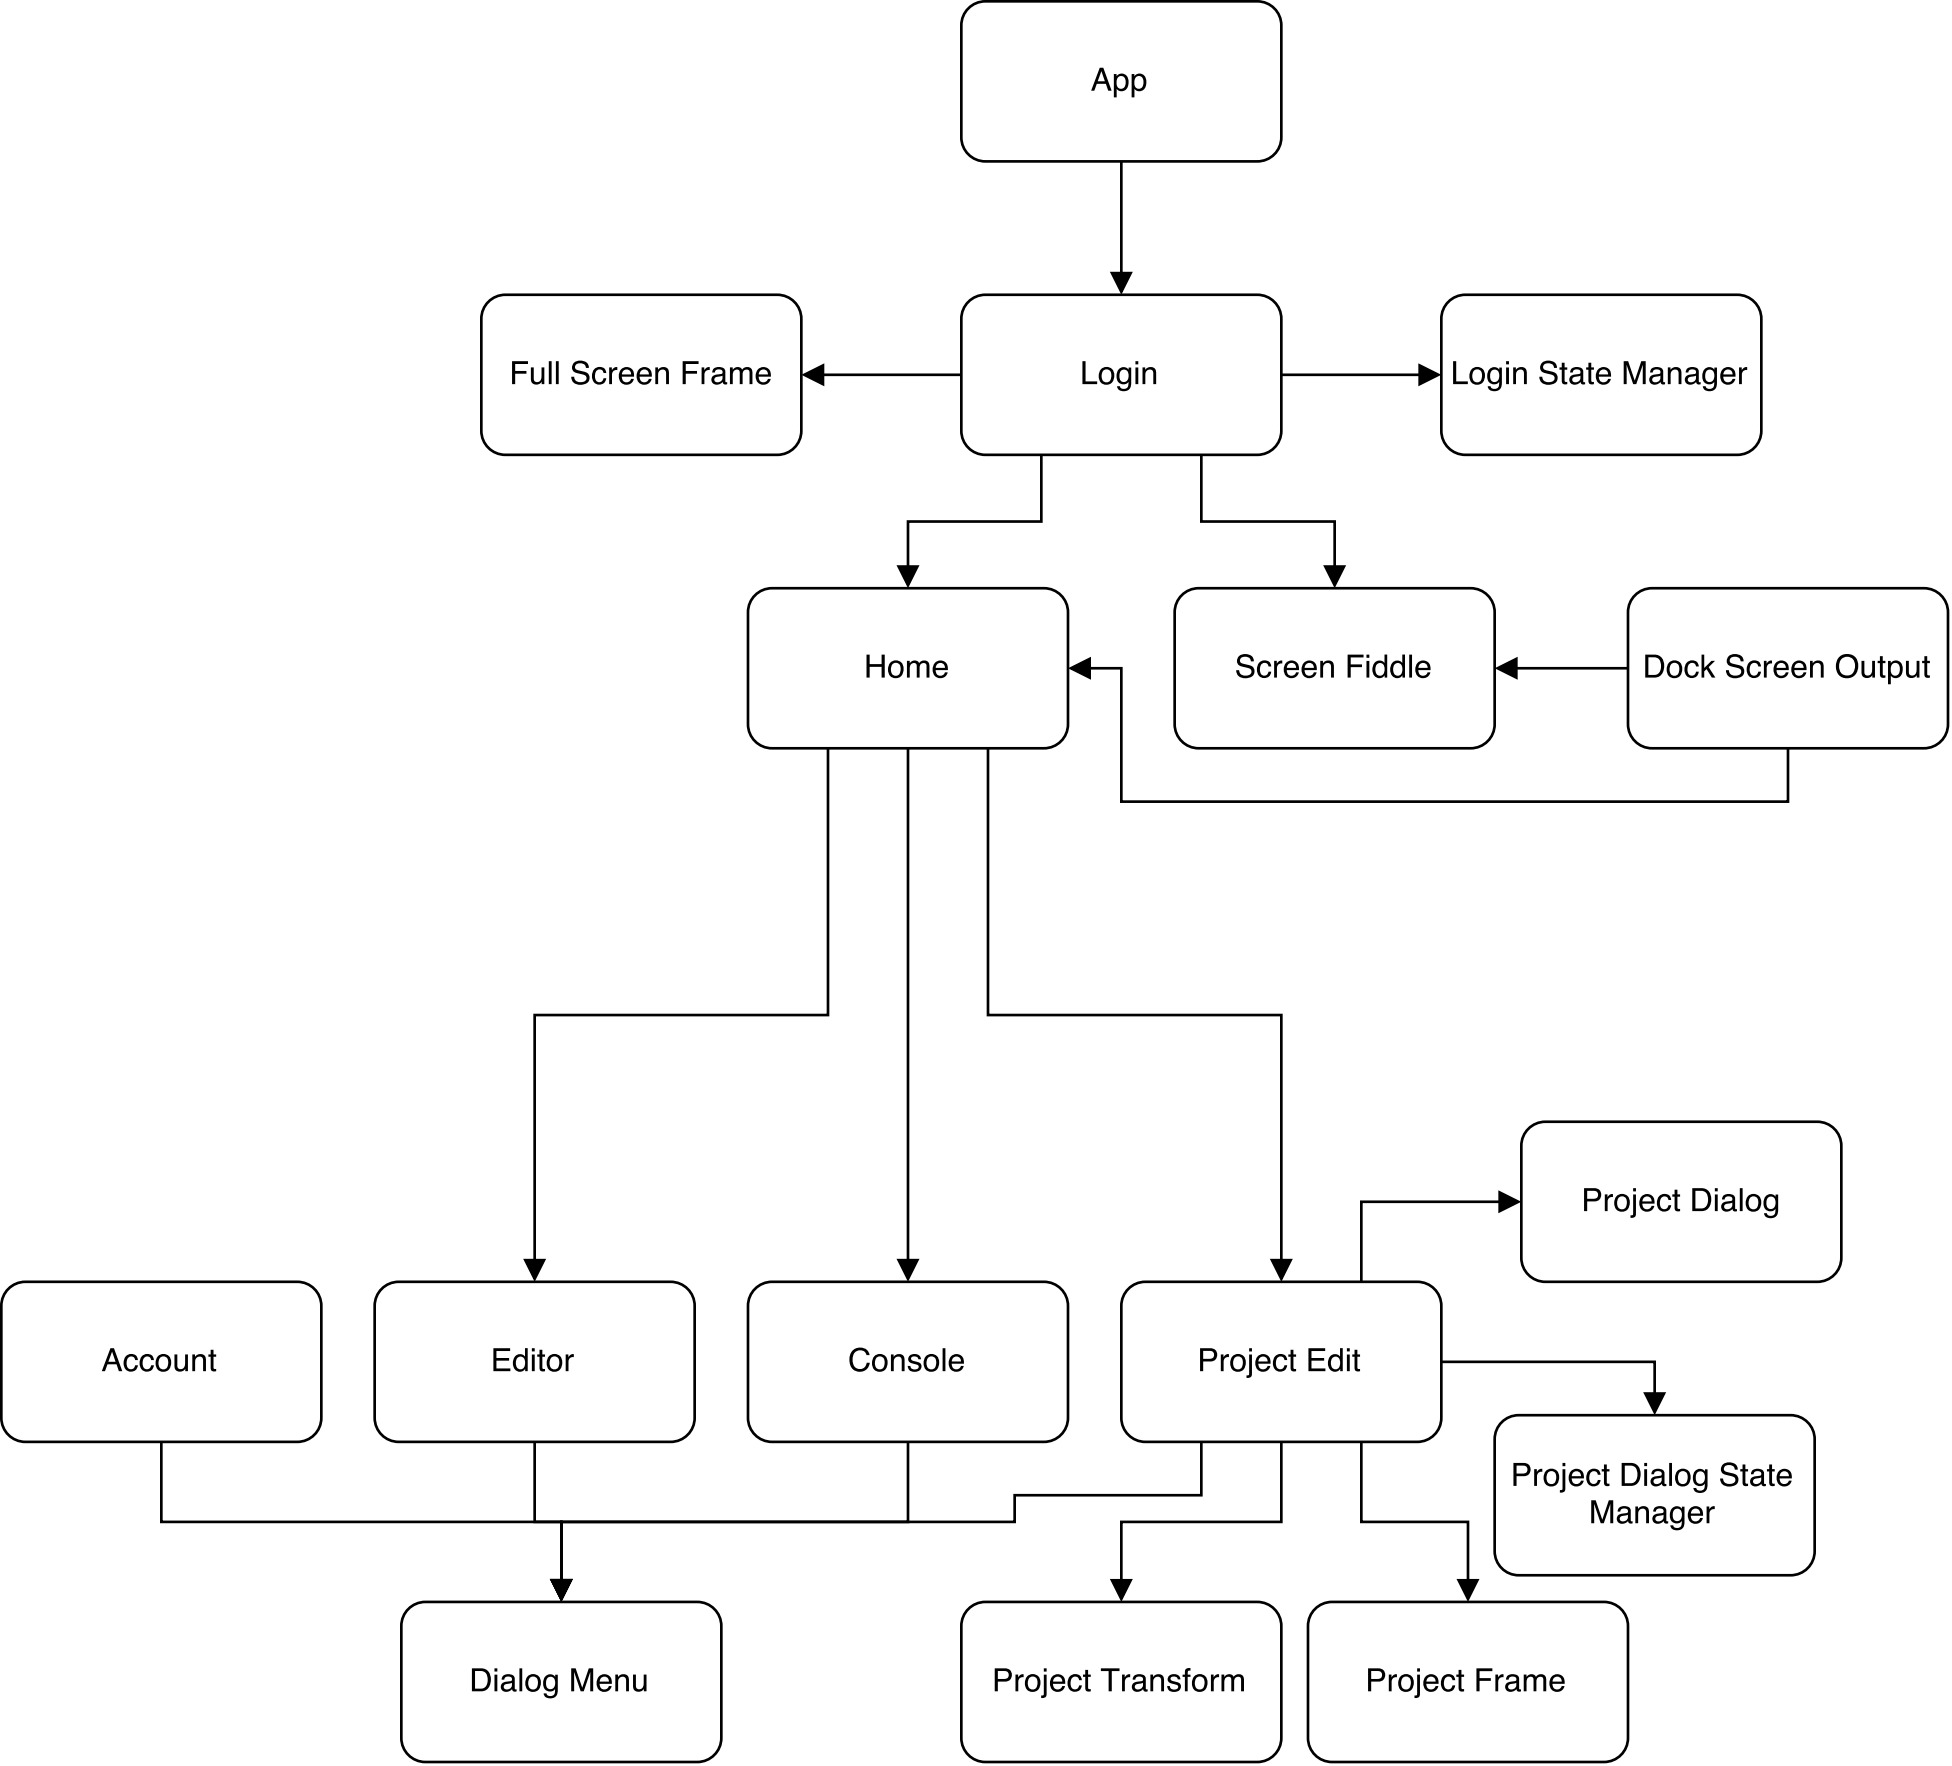 App
Full Screen Frame
Login
Login State Manager
Home
Screen Fiddle
Dock Screen Output
Project Dialog
Account
Editor
Console
Project Edit
Project Dialog State
Manager
Dialog Menu
Project Transform
Project Frame